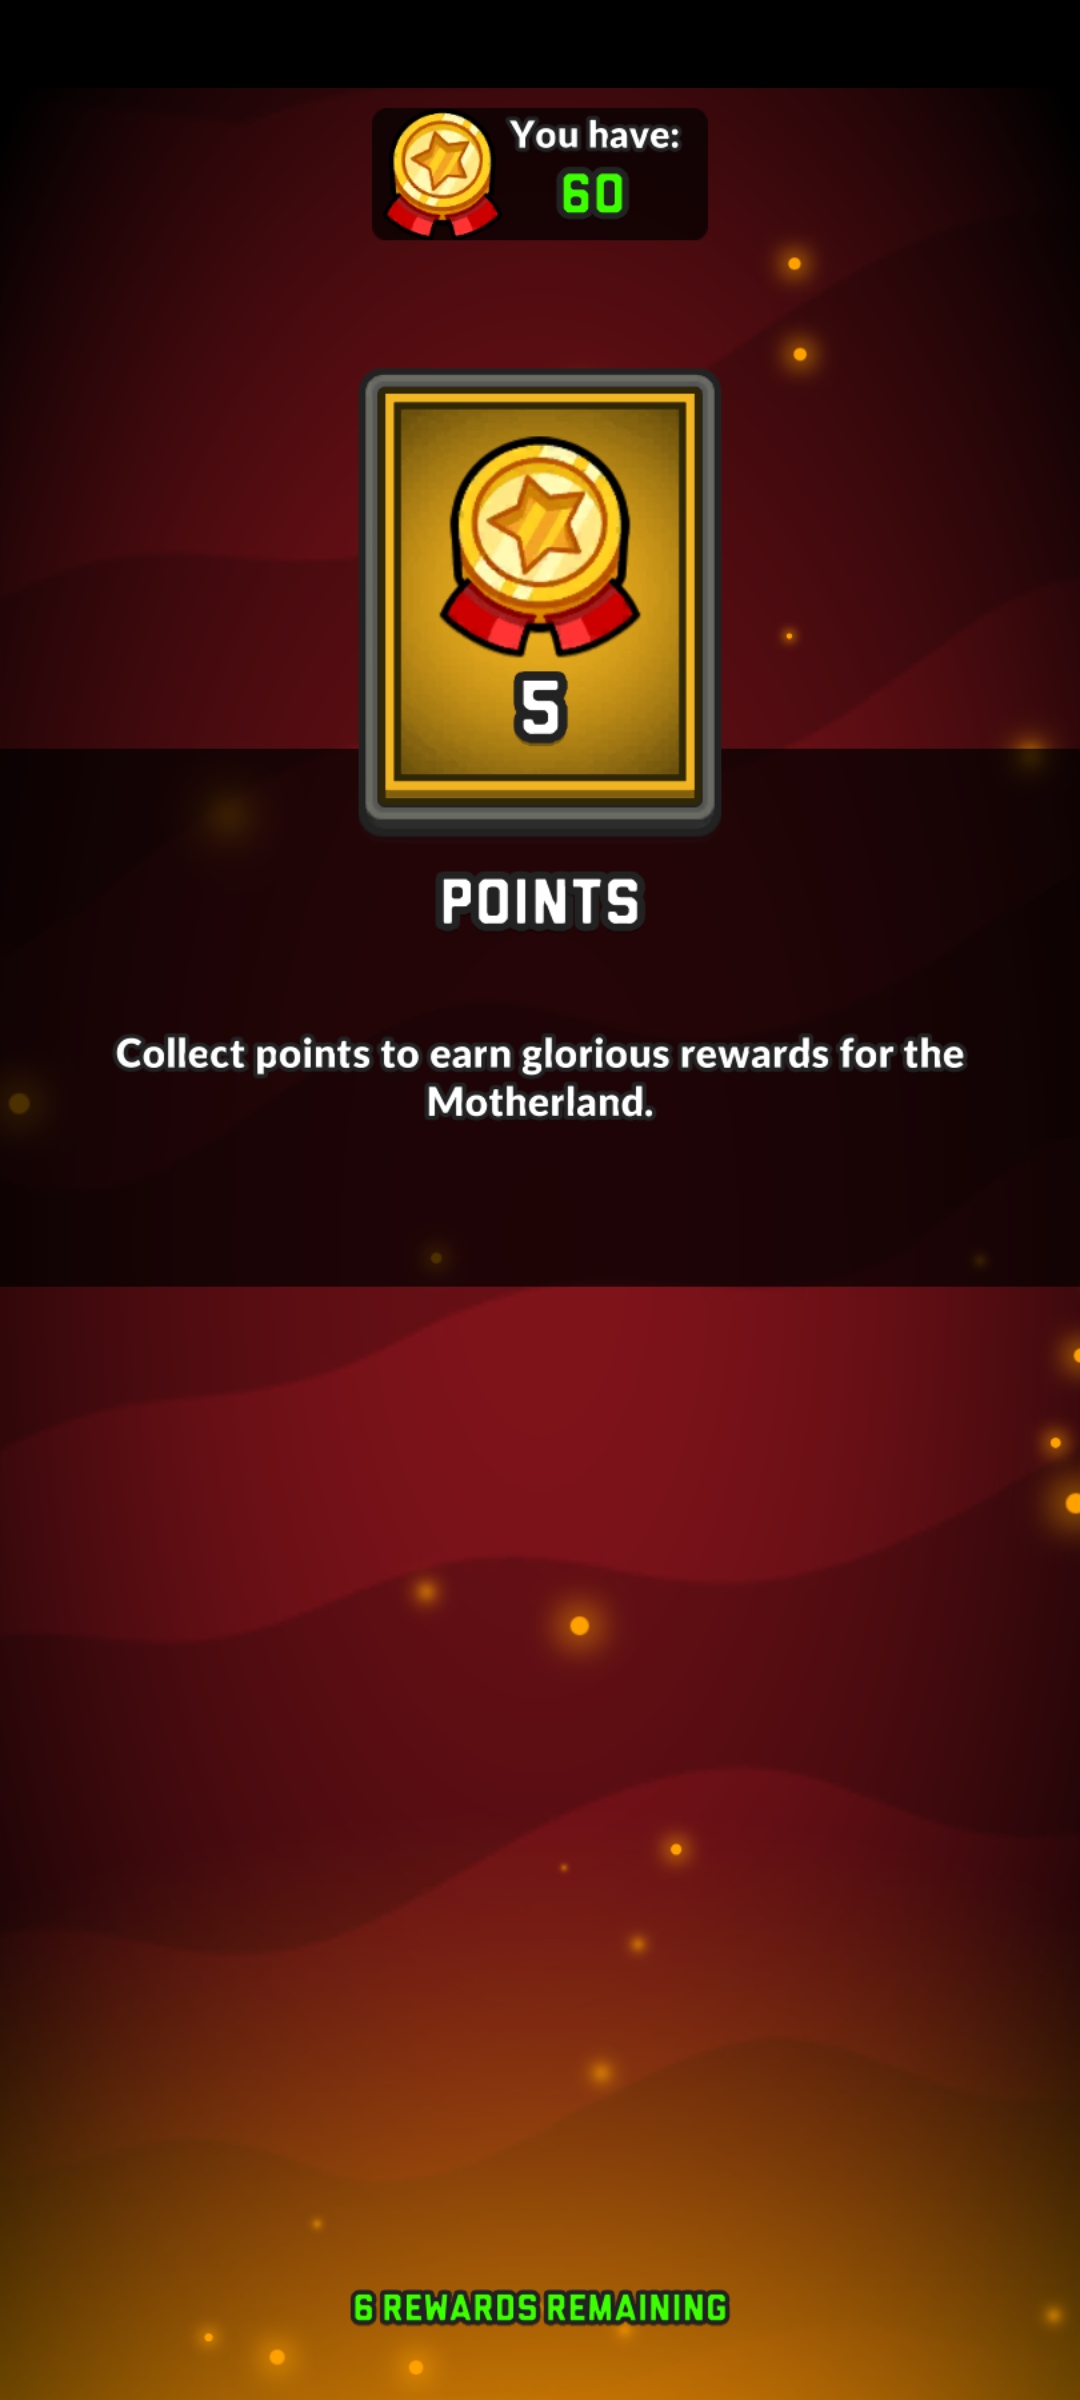 You have:
60
5
POINTS
Collect points to earn glorious rewards for the
Motherland.
6 REWARDS REMAINING